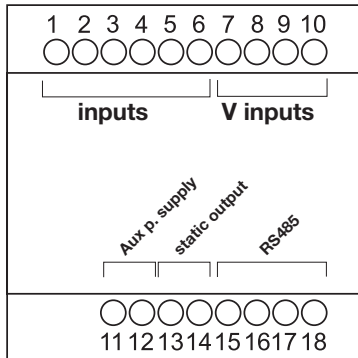 1 2 3 4 5 6 7 8 9 10
inputs V inputs
Aux p. supply static output RS485
11 12 13 14 15 16 17 18